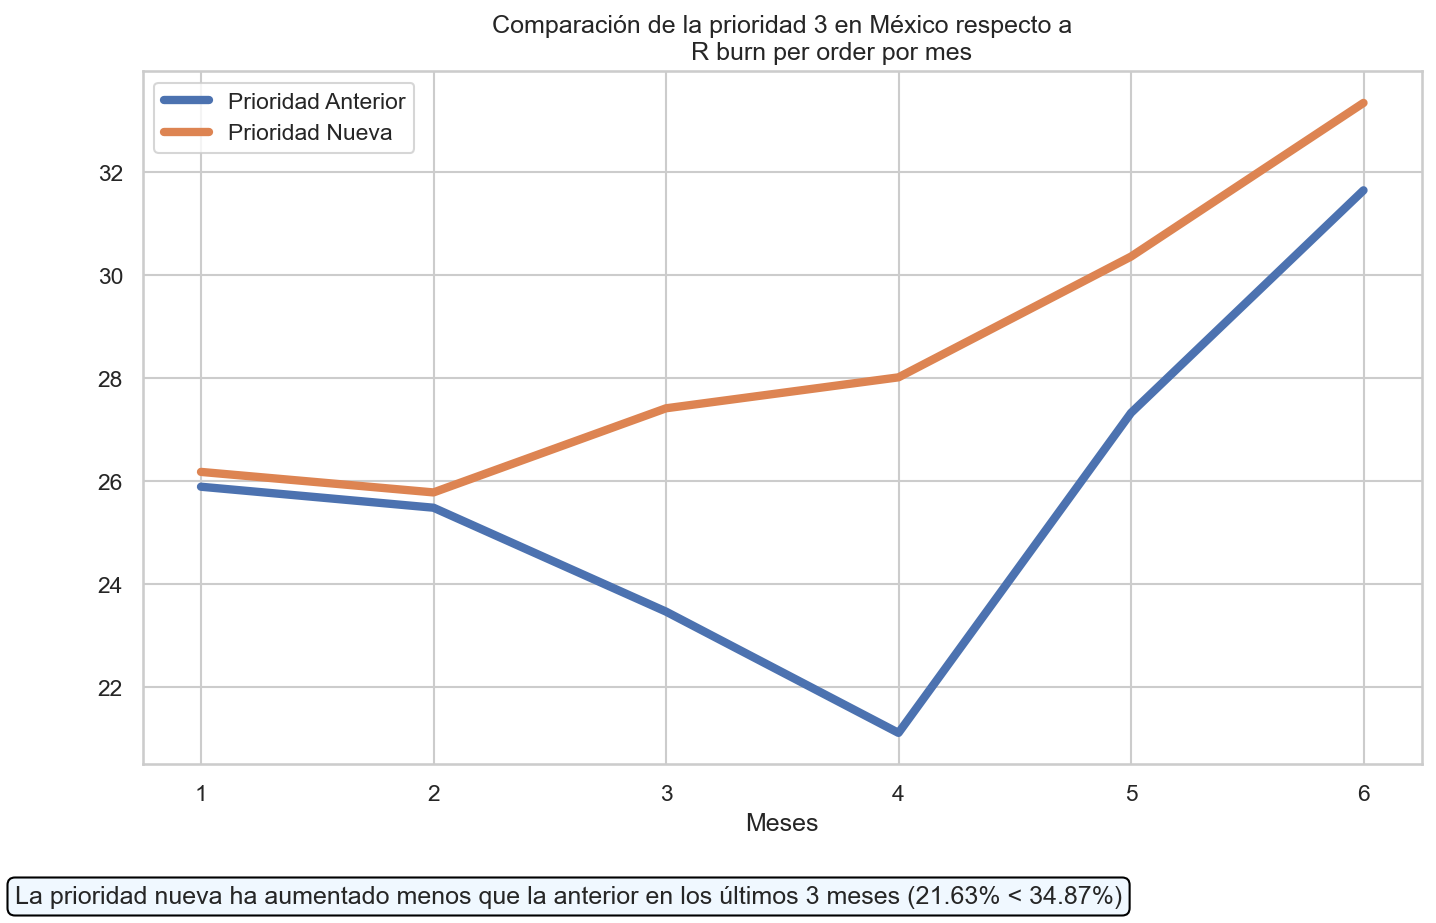 Comparación de la prioridad 3 en México respecto a
R burn per order por mes
Prioridad Anterior
Prioridad Nueva
32
30
28
26
24
22
1 2 3 4 5 6
Meses
La prioridad nueva ha aumentado menos que la anterior en los últimos 3 meses (21.63% < 34.87%)